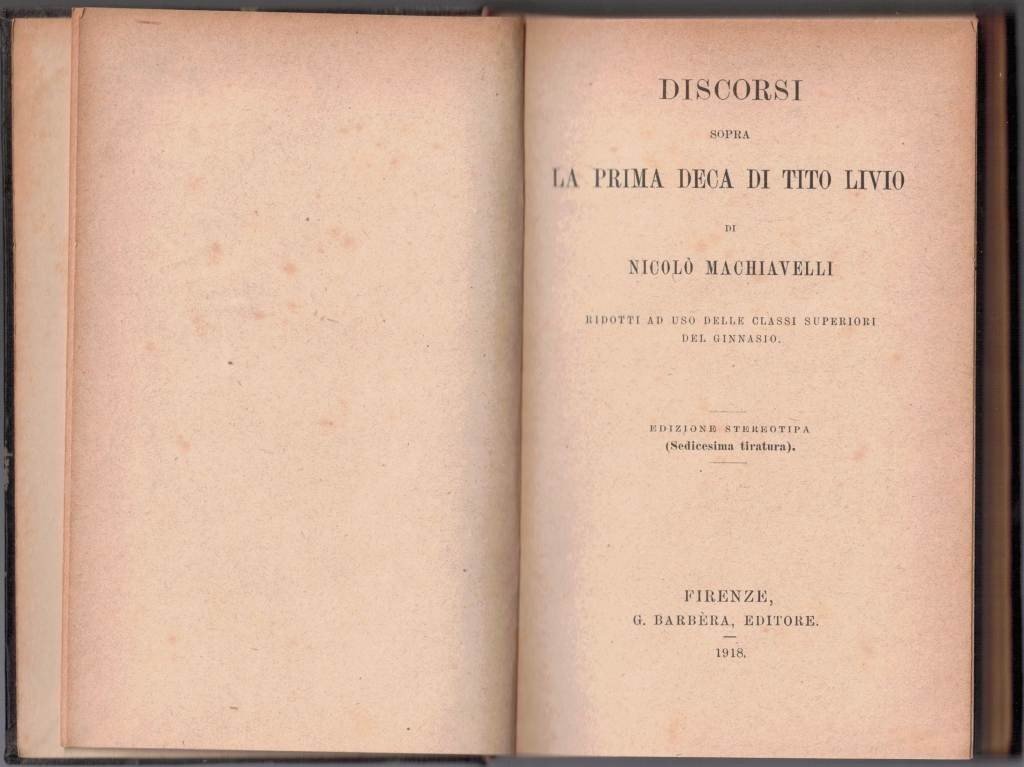 DISCORSI
SOPRA
LA PRIMA DECA DI TITO LIVIO
DI
NICOLÒ MACHIAVELLI
RIDOTTI AD USO DELLE CLASSI SUPERIORI
DEL GINNASIO.
EDIZIONE STEREOTIPA
(Sedicesima tiratura).
FIRENZE,
G. BARBÈRA, EDITORE.
1918.